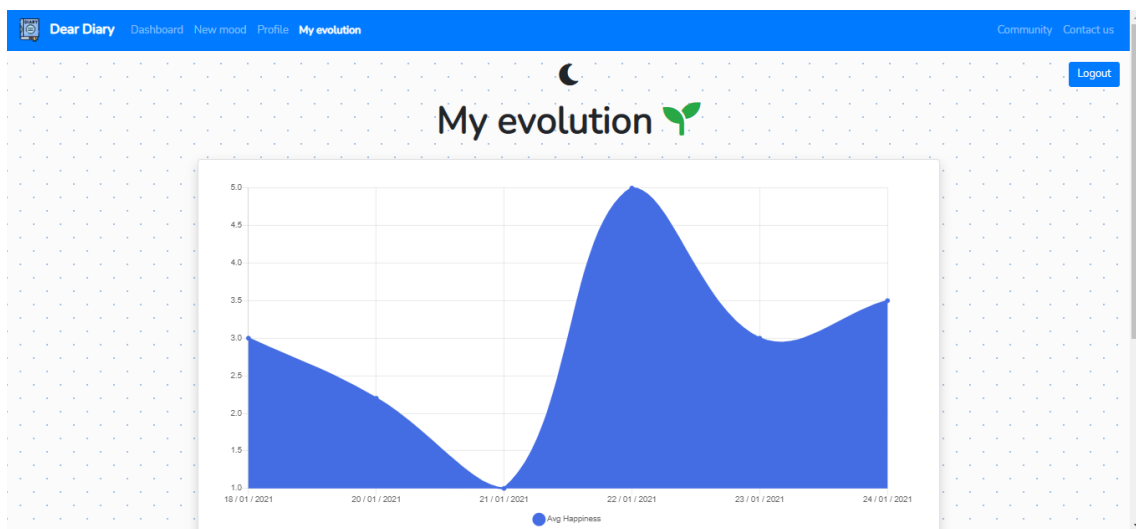 DIARY
Dear Diary Dashboard New mood Profile My evolution Community Contact us
Logout
My evolution
5.0
4.5
4.0
3.5
3.0
2.5
2.0
1.5
1.0
18 / 01 / 2021 20 / 01 / 2021 21 / 01 / 2021 22 / 01 / 2021 23 / 01 / 2021 24 / 01 / 2021
Avg Happiness